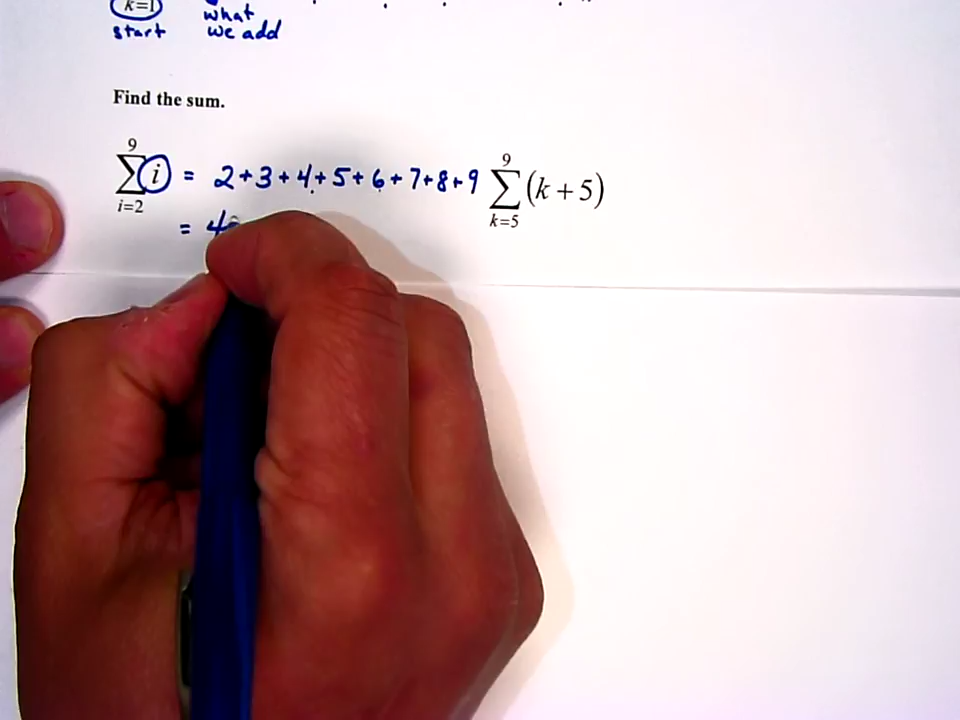 k=1 what
start we add
Find the sum.
9
∑ i = 2+3+4+5+6+7+8+9
i=2
= 4
9
∑ (k + 5)
k=5